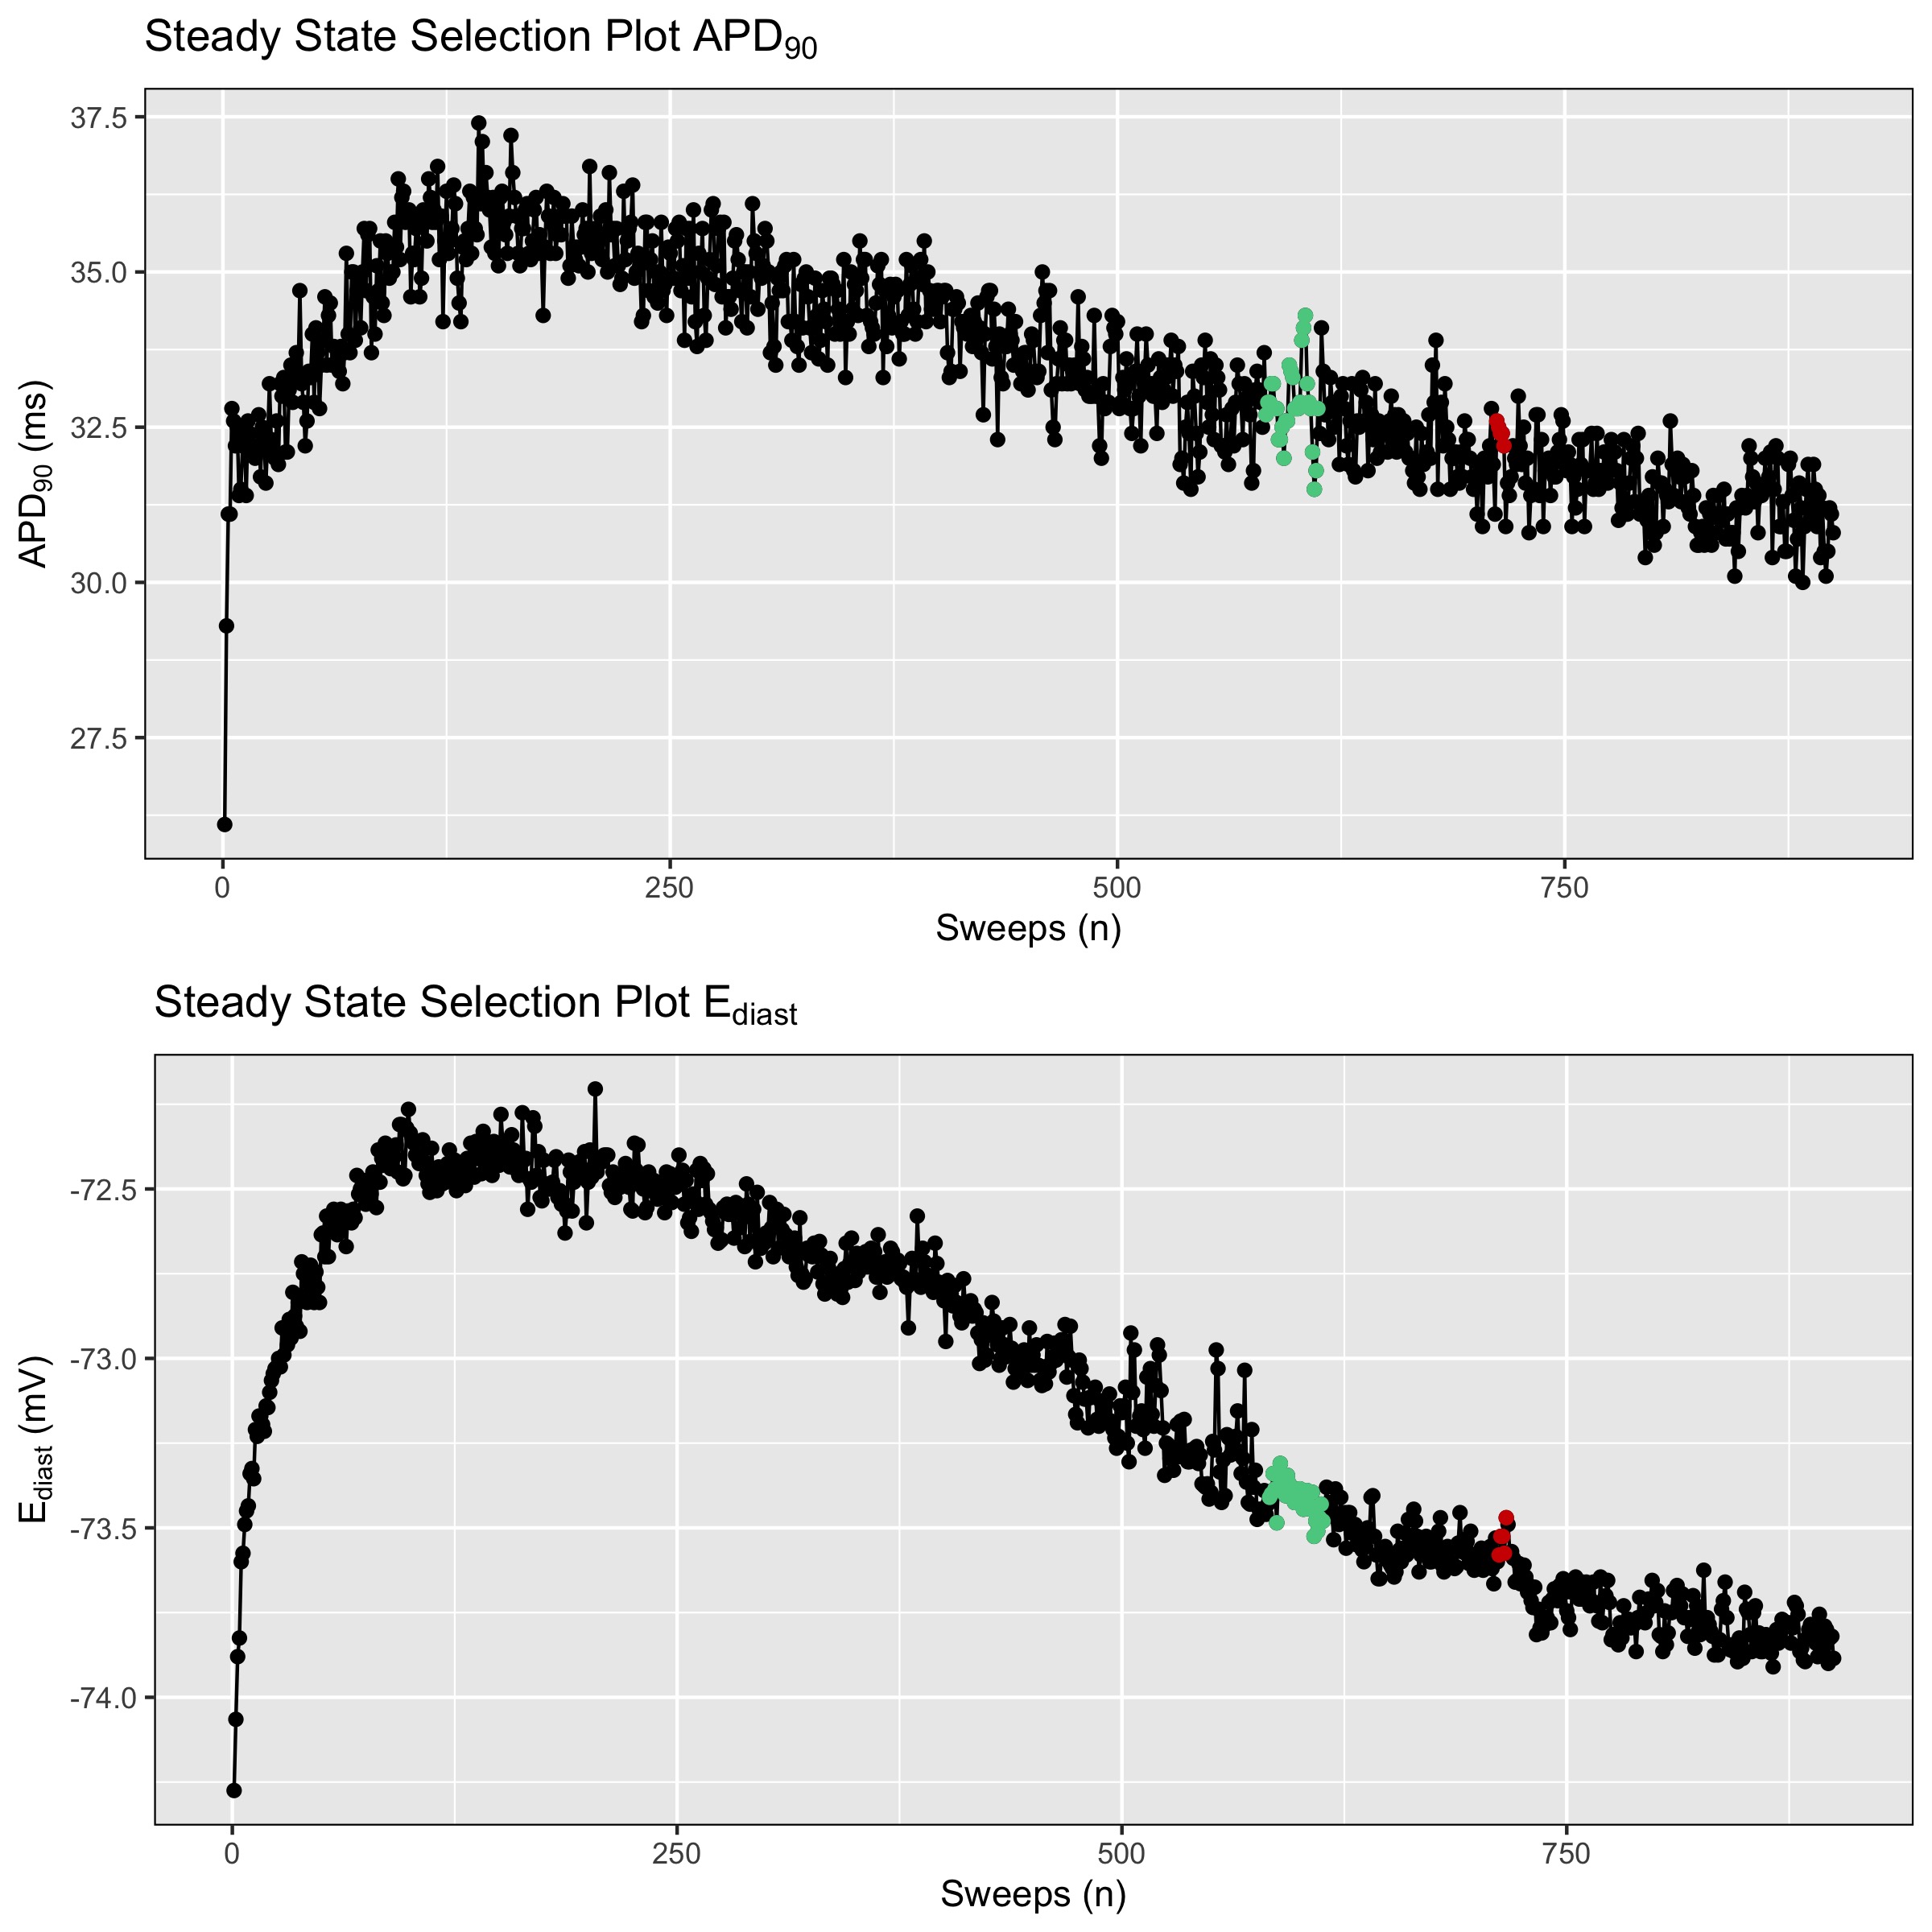 Steady State Selection Plot APD90
37.5
35.0
32.5
30.0
27.5
APD90 (ms)
0 250 500 750
Sweeps (n)
Steady State Selection Plot Ediast
-72.5
-73.0
-73.5
-74.0
Ediast (mV)
0 250 500 750
Sweeps (n)